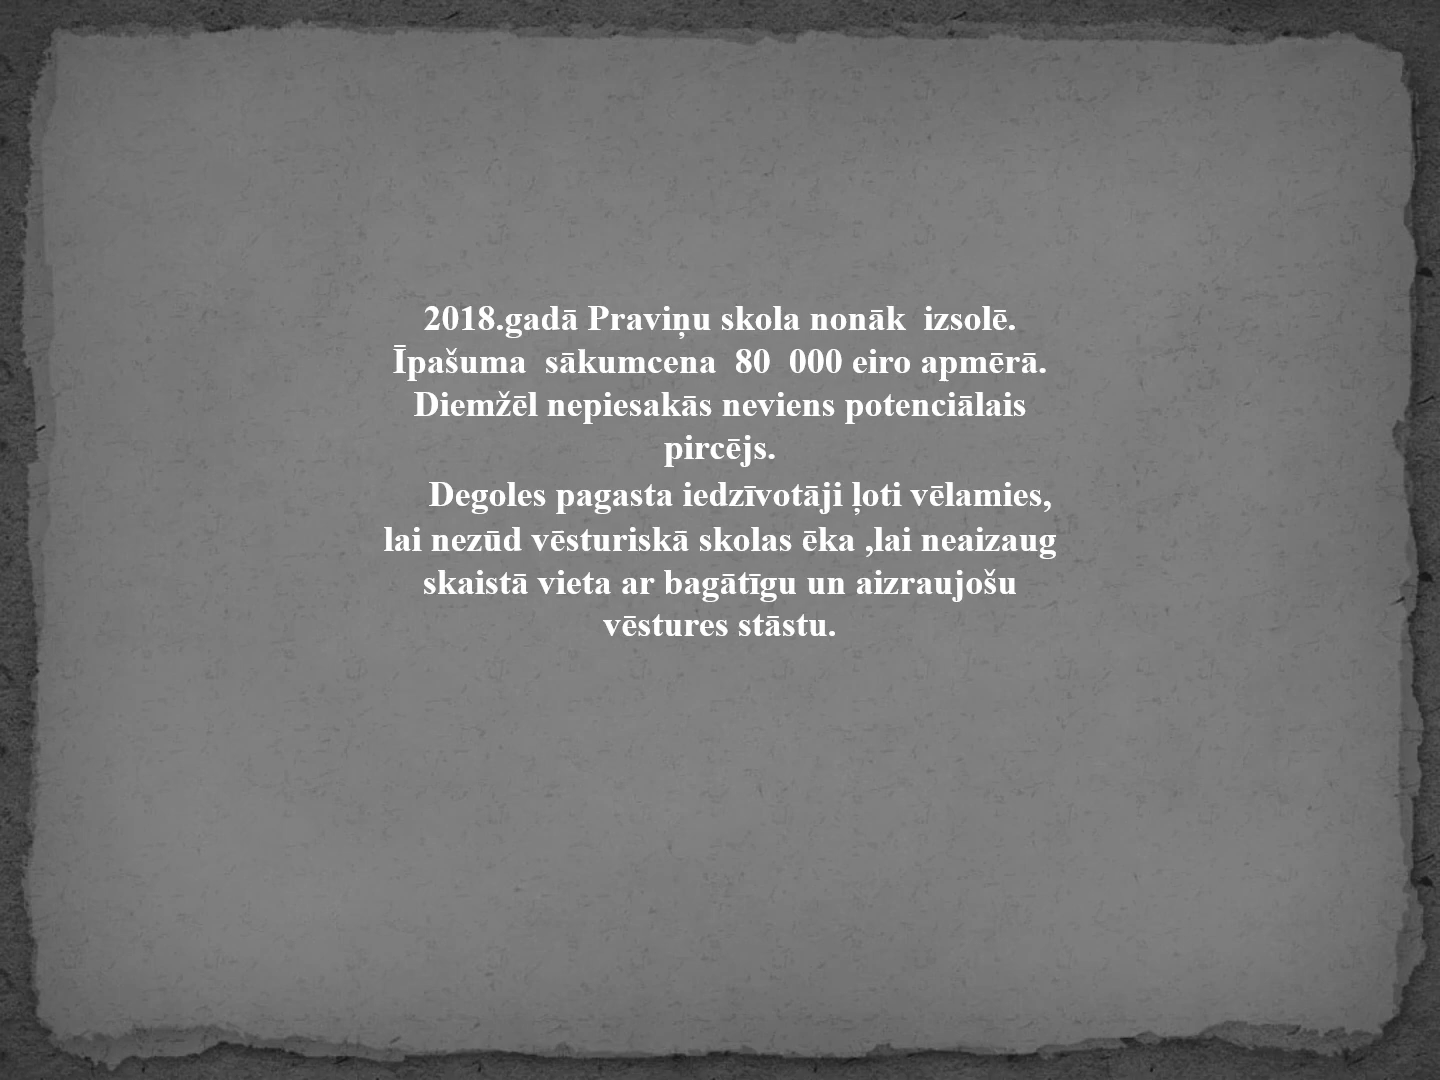 2018.gadā Praviņu skola nonāk  izsolē.
Īpašuma  sākumcena  80  000 eiro apmērā.
Diemžēl nepiesakās neviens potenciālais
pircējs.
Degoles pagasta iedzīvotāji ļoti vēlamies,
lai nezūd vēsturiskā skolas ēka ,lai neaizaug
skaistā vieta ar bagātīgu un aizraujošu
vēstures stāstu.